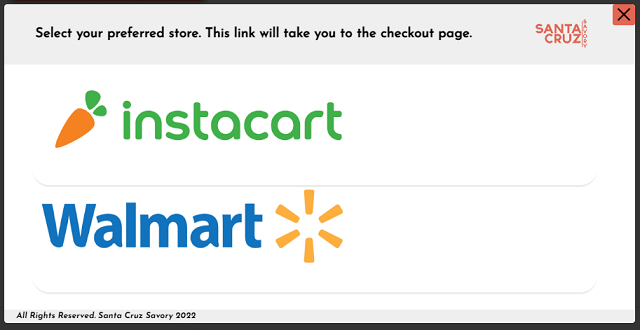 Select your preferred store. This link will take you to the checkout page.
SANTA
CRUZ
SAVORY
instacart
Walmart
All Rights Reserved. Santa Cruz Savory 2022